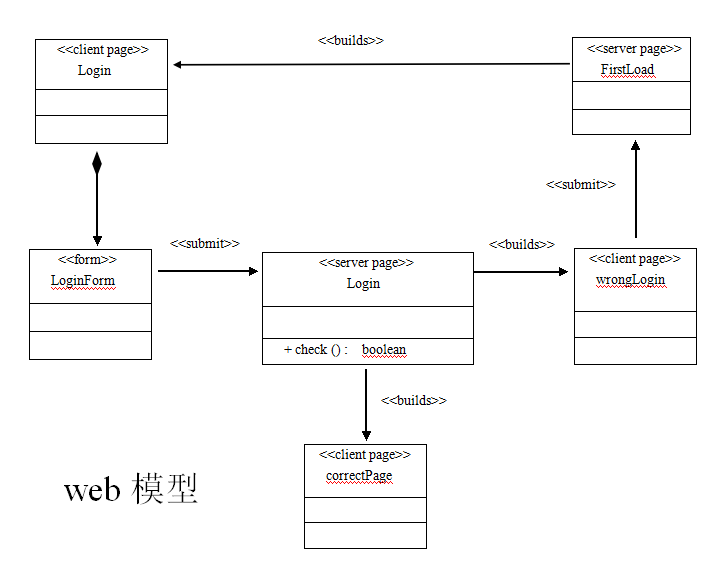 <<builds>>
<<client page>>
Login
<<server page>>
FirstLoad
<<submit>>
<<form>>
LoginForm
<<submit>>
<<server page>>
Login
+ check () :    boolean
<<builds>>
<<client page>>
wrongLogin
<<builds>>
<<client page>>
correctPage
web 模型